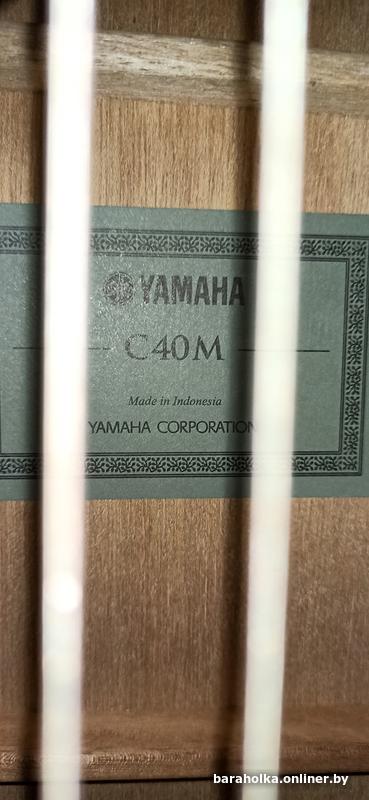 YAMAHA
C40M
Made in Indonesia
YAMAHA CORPORATION
baraholka.onliner.by